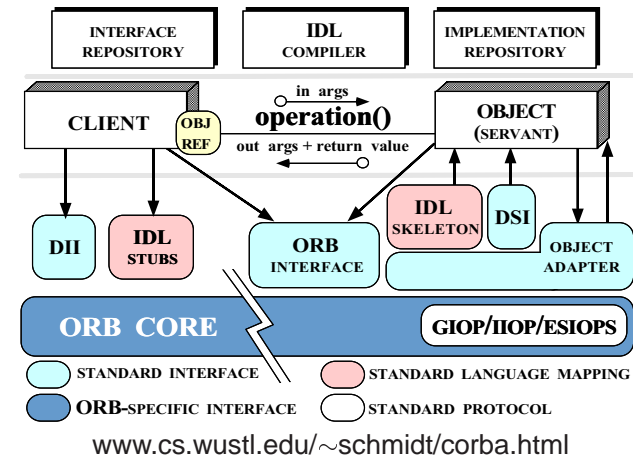 INTERFACE
REPOSITORY
IDL
COMPILER
IMPLEMENTATION
REPOSITORY
CLIENT
OBJ
REF
in args
operation()
out args + return value
OBJECT
(SERVANT)
DII
IDL
STUBS
ORB
INTERFACE
IDL
SKELETON
DSI
OBJECT
ADAPTER
ORB CORE
GIOP/IIOP/ESIOPS
STANDARD INTERFACE
STANDARD LANGUAGE MAPPING
ORB-SPECIFIC INTERFACE
STANDARD PROTOCOL
www.cs.wustl.edu/~schmidt/corba.html